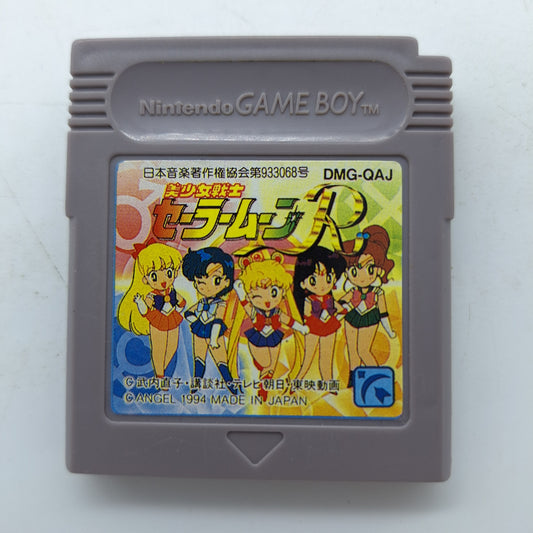 Nintendo GAME BOY™
日本音楽著作権協会第933068号 DMG-QAJ
美少女戦士
セーラームーンR
©武内直子・講談社・テレビ朝日・東映動画
©ANGEL 1994 MADE IN JAPAN